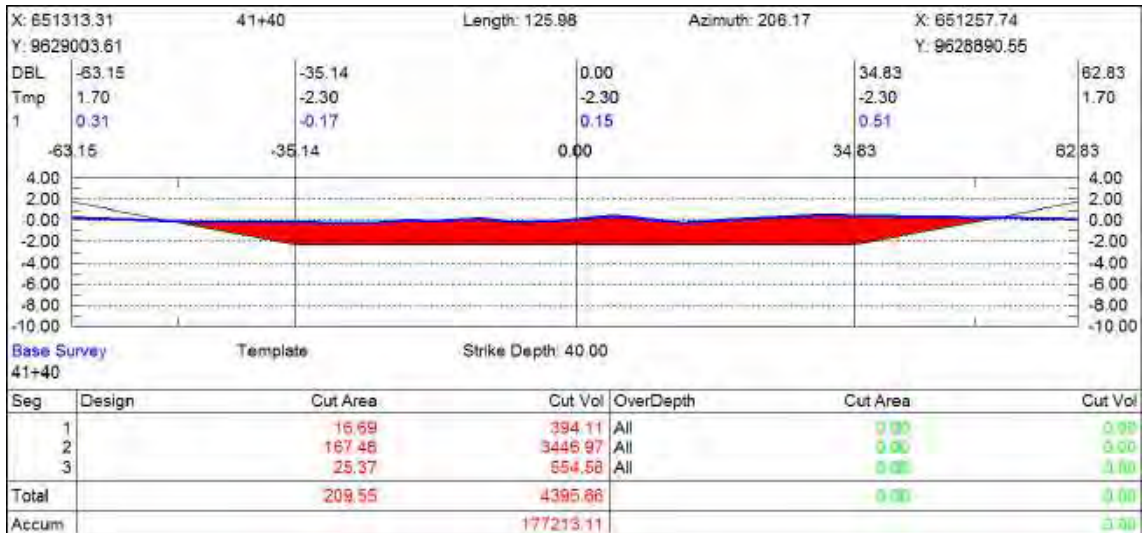 X: 651313.31 41+40 Length: 125.98 Azimuth: 206.17 X: 651257.74
Y: 9629003.61 Y: 9628890.55
DBL -63.15 -35.14 0.00 34.83 62.83
Tmp 1.70 -2.30 -2.30 -2.30 1.70
1 0.31 -0.17 0.15 0.51
-63.15 -35.14 0.00 34.83 62.83
4.00 4.00
2.00 2.00
0.00 0.00
-2.00 -2.00
-4.00 -4.00
-6.00 -6.00
-8.00 -8.00
-10.00 -10.00
Base Survey Template Strike Depth: 40.00
41+40
Seg Design Cut Area Cut Vol OverDepth Cut Area Cut Vol
1 16.69 394.11 All 0.00 0.00
2 167.48 3446.97 All 0.00 0.00
3 25.37 554.58 All 0.00 0.00
Total 209.55 4395.66 0.00 0.00
Accum 177213.11 0.00